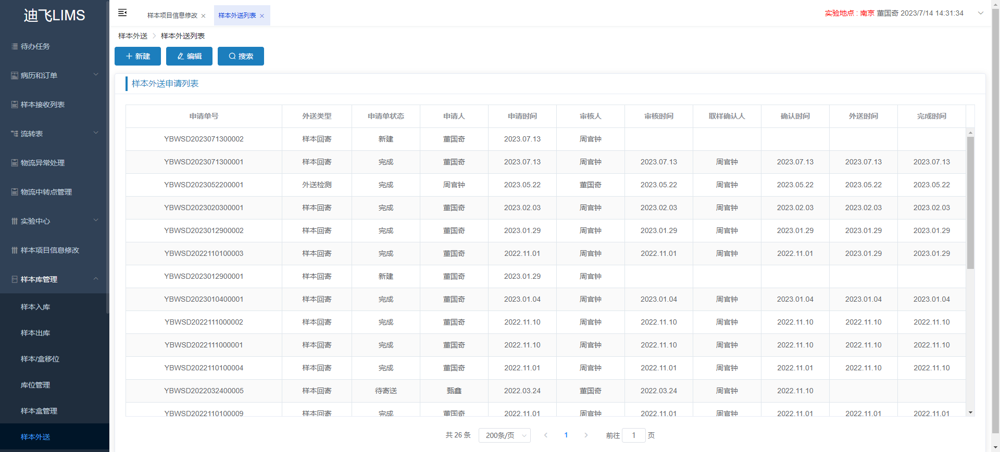 迪飞LIMS
待办任务
病历和订单
样本接收列表
流转表
物流异常处理
物流中转点管理
实验中心
样本项目信息修改
样本库管理
样本入库
样本出库
样本/盒移位
库位管理
样本盒管理
样本外送
样本项目信息修改 样本外送列表
实验地点 : 南京 董国奇 2023/7/14 14:31:34
样本外送 样本外送列表
新建 编辑 搜索
样本外送申请列表
申请单号 外送类型 申请单状态 申请人 申请时间 审核人 审核时间 取样确认人 确认时间 外送时间 完成时间
YBWSD2023071300002 样本回寄 新建 董国奇 2023.07.13 周官钟
YBWSD2023071300001 样本回寄 完成 董国奇 2023.07.13 周官钟 2023.07.13 周官钟 2023.07.13 2023.07.13 2023.07.13
YBWSD2023052200001 外送检测 完成 周官钟 2023.05.22 董国奇 2023.05.22 周官钟 2023.05.22 2023.05.22 2023.05.22
YBWSD2023020300001 样本回寄 完成 董国奇 2023.02.03 周官钟 2023.02.03 周官钟 2023.02.03 2023.02.03 2023.02.03
YBWSD2023012900002 样本回寄 完成 董国奇 2023.01.29 周官钟 2023.01.29 周官钟 2023.01.29 2023.01.29 2023.01.29
YBWSD2022110100003 样本回寄 完成 董国奇 2022.11.01 周官钟 2022.11.01 周官钟 2022.11.01 2023.01.29 2023.01.29
YBWSD2023012900001 样本回寄 新建 董国奇 2023.01.29 周官钟
YBWSD2023010400001 样本回寄 完成 董国奇 2023.01.04 周官钟 2023.01.04 周官钟 2023.01.04 2023.01.04 2023.01.04
YBWSD2022111000002 样本回寄 完成 董国奇 2022.11.10 周官钟 2022.11.10 周官钟 2022.11.10 2022.11.10 2022.11.10
YBWSD2022111000001 样本回寄 完成 董国奇 2022.11.10 周官钟 2022.11.10 周官钟 2022.11.10 2022.11.10 2022.11.10
YBWSD2022110100004 样本回寄 完成 董国奇 2022.11.01 周官钟 2022.11.01 周官钟 2022.11.01 2022.11.10 2022.11.10
YBWSD2022032400005 样本回寄 待寄送 甄鑫 2022.03.24 董国奇 2022.03.24 周官钟 2022.11.10
YBWSD2022110100009 样本回寄 完成 董国奇 2022.11.01 周官钟 2022.11.01 周官钟 2022.11.01 2022.11.01 2022.11.01
共 26 条 200条/页 1 前往 1 页